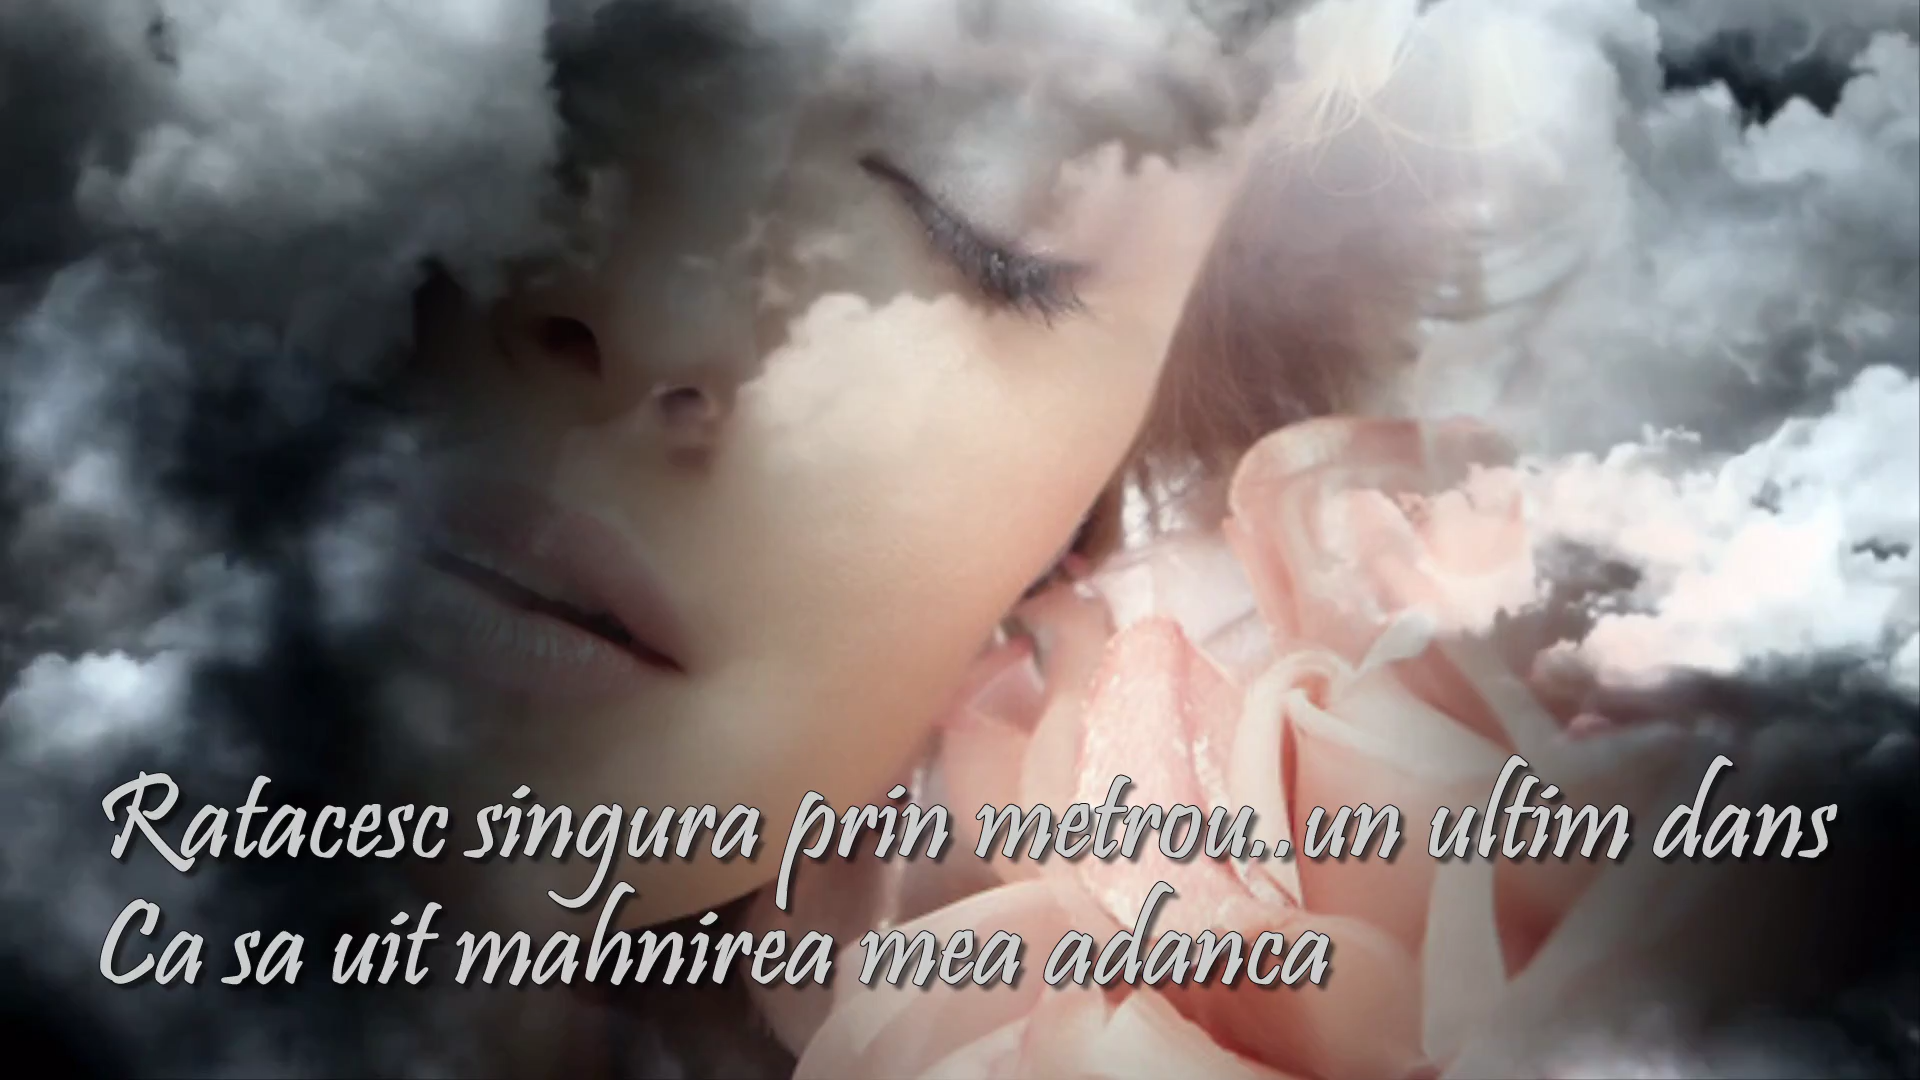 Ratacesc singura prin metrou..un ultim dans
Ca sa uit mahnirea mea adanca